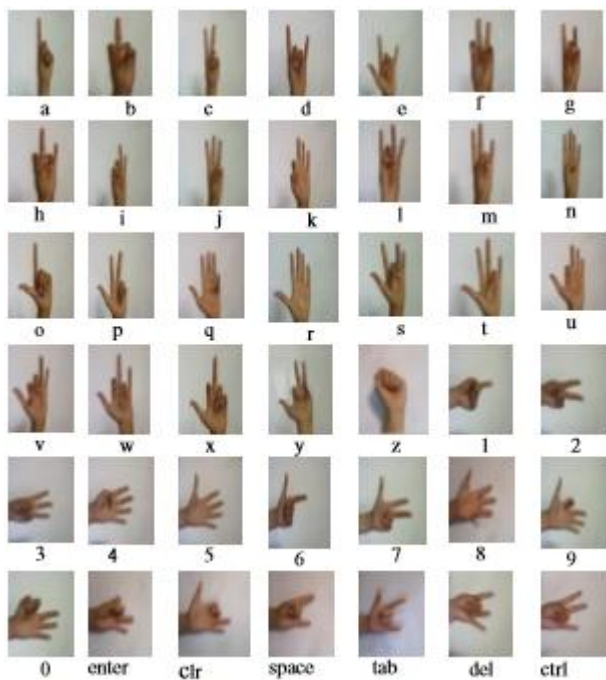 a b c d e f g
h i j k l m n
o p q r s t u
v w x y z 1 2
3 4 5 6 7 8 9
0 enter Clr space tab del ctrl